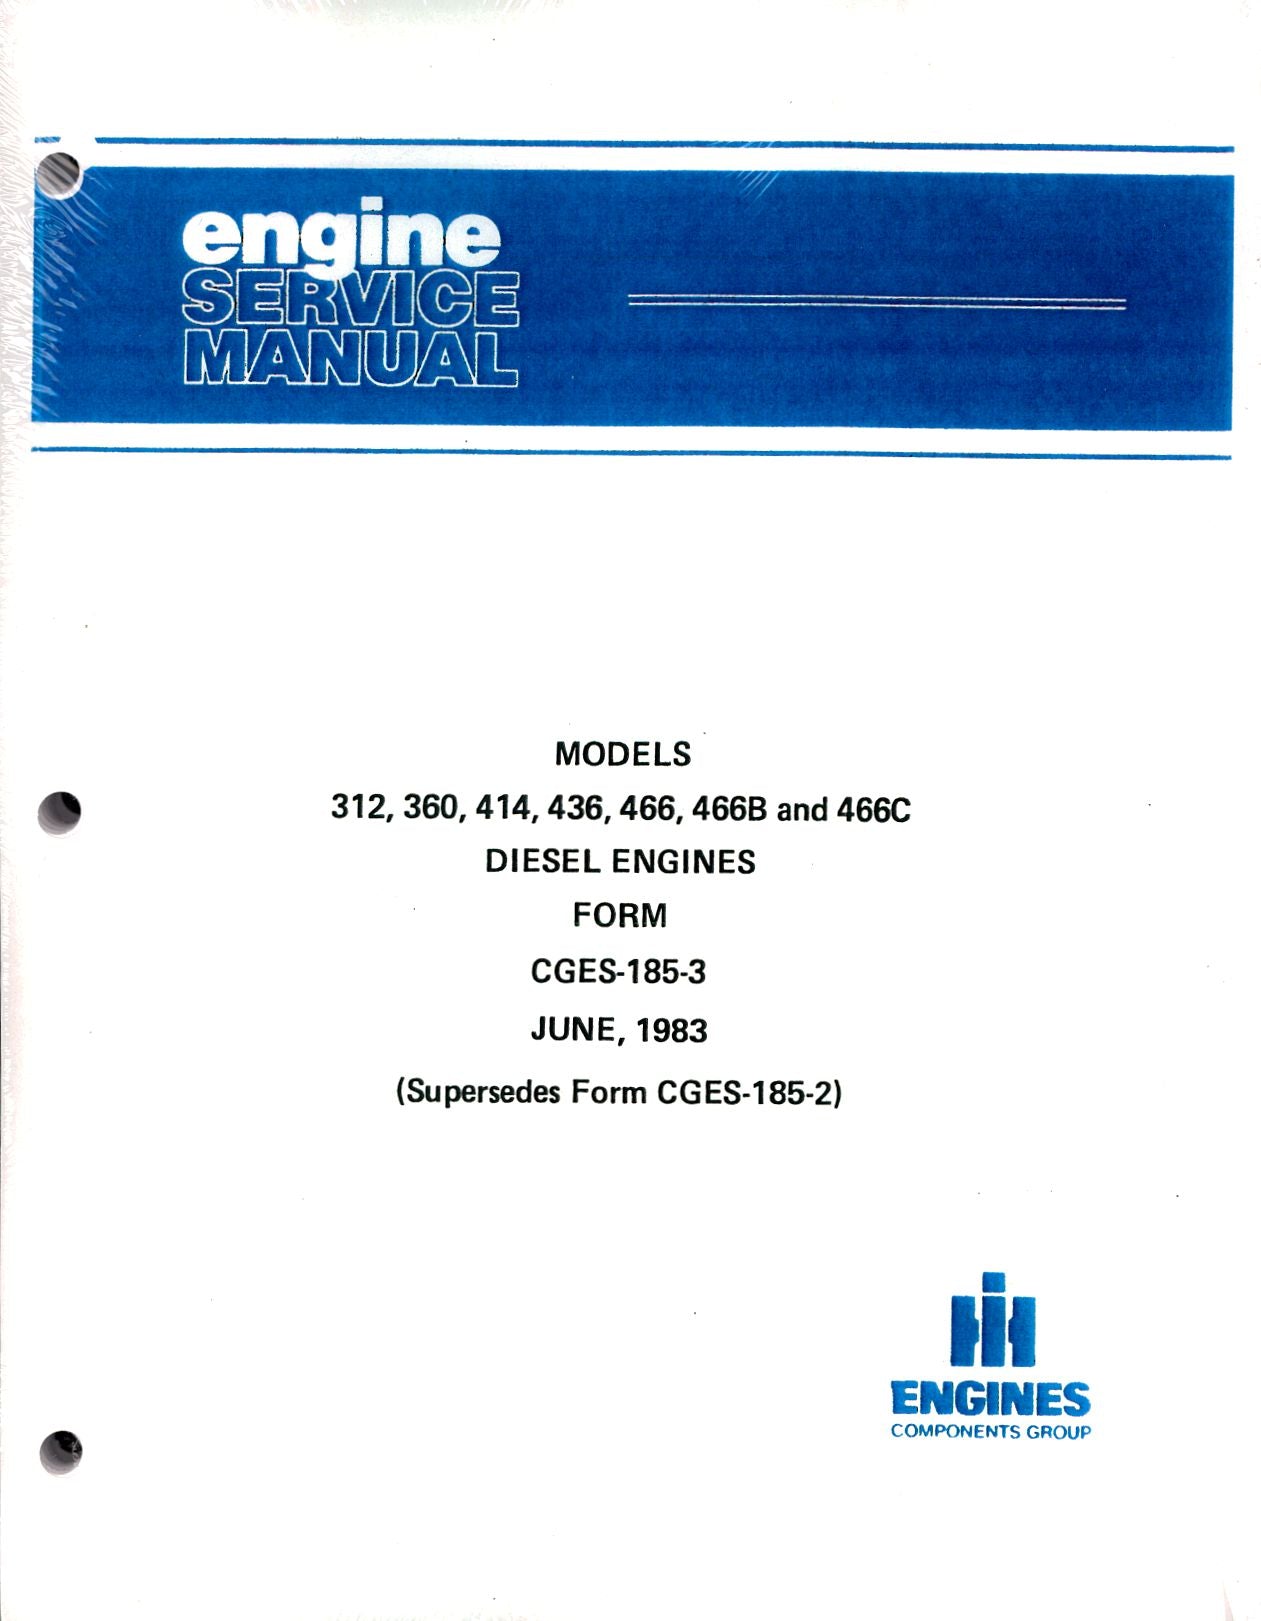 engine
SERVICE
MANUAL
MODELS
312, 360, 414, 436, 466, 466B and 466C
DIESEL ENGINES
FORM
CGES-185-3
JUNE, 1983
(Supersedes Form CGES-185-2)
IH
ENGINES
COMPONENTS GROUP